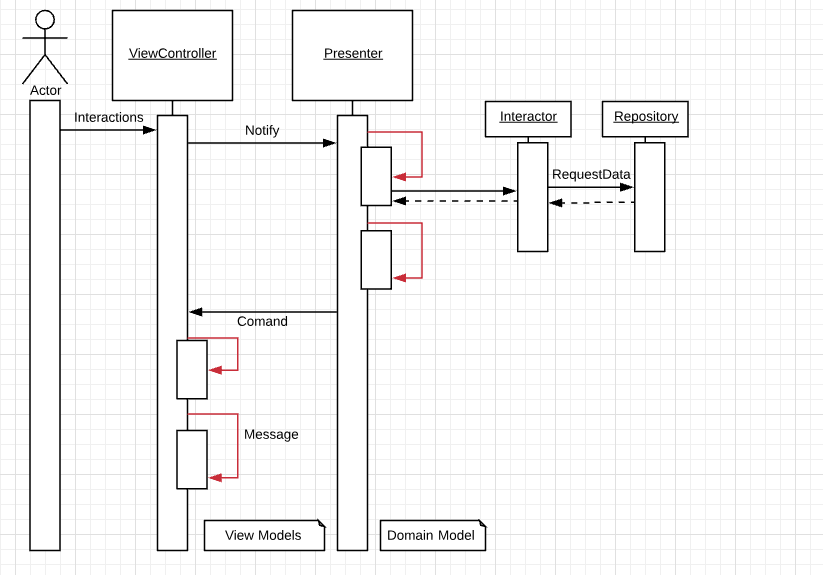 ViewController
Presenter
Actor
Interactions
Notify
Interactor
Repository
RequestData
Comand
Message
View Models
Domain Model